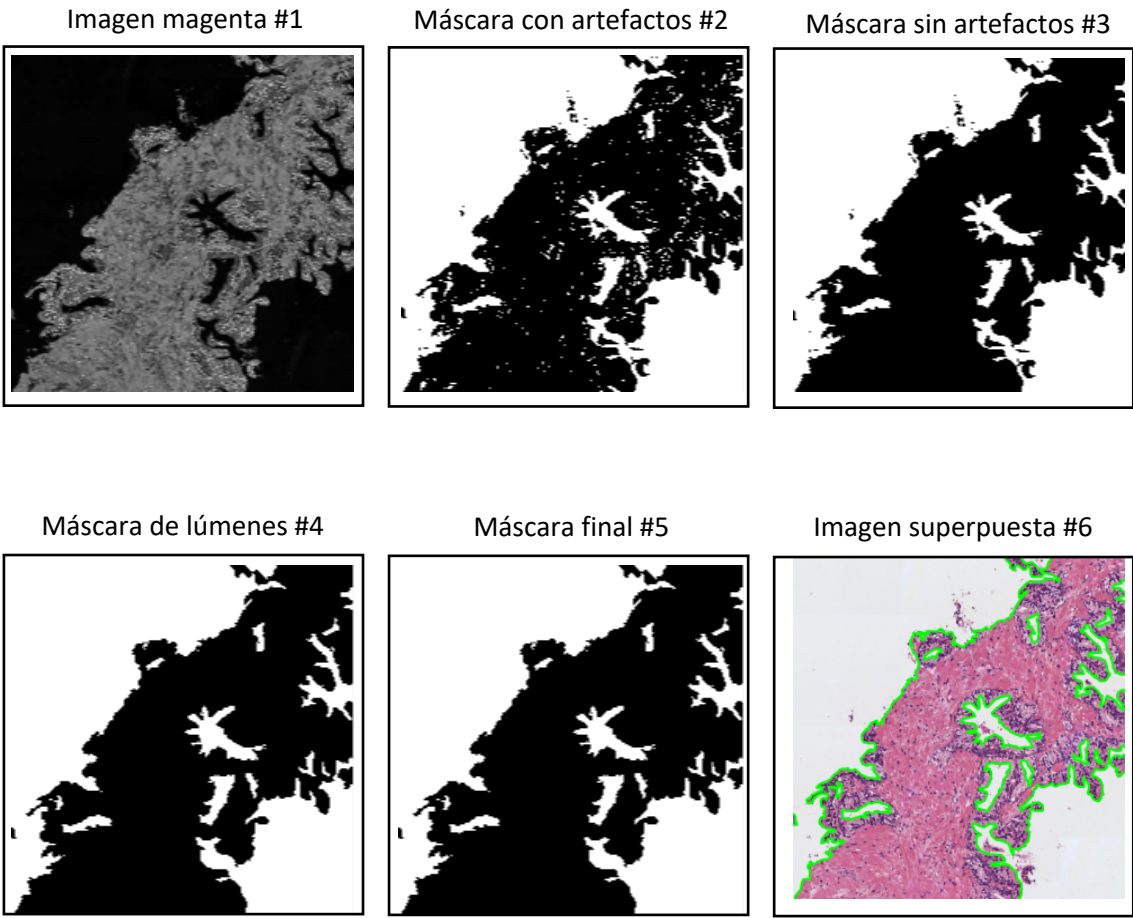 Imagen magenta #1
Máscara con artefactos #2
Máscara sin artefactos #3
Máscara de lúmenes #4
Máscara final #5
Imagen superpuesta #6